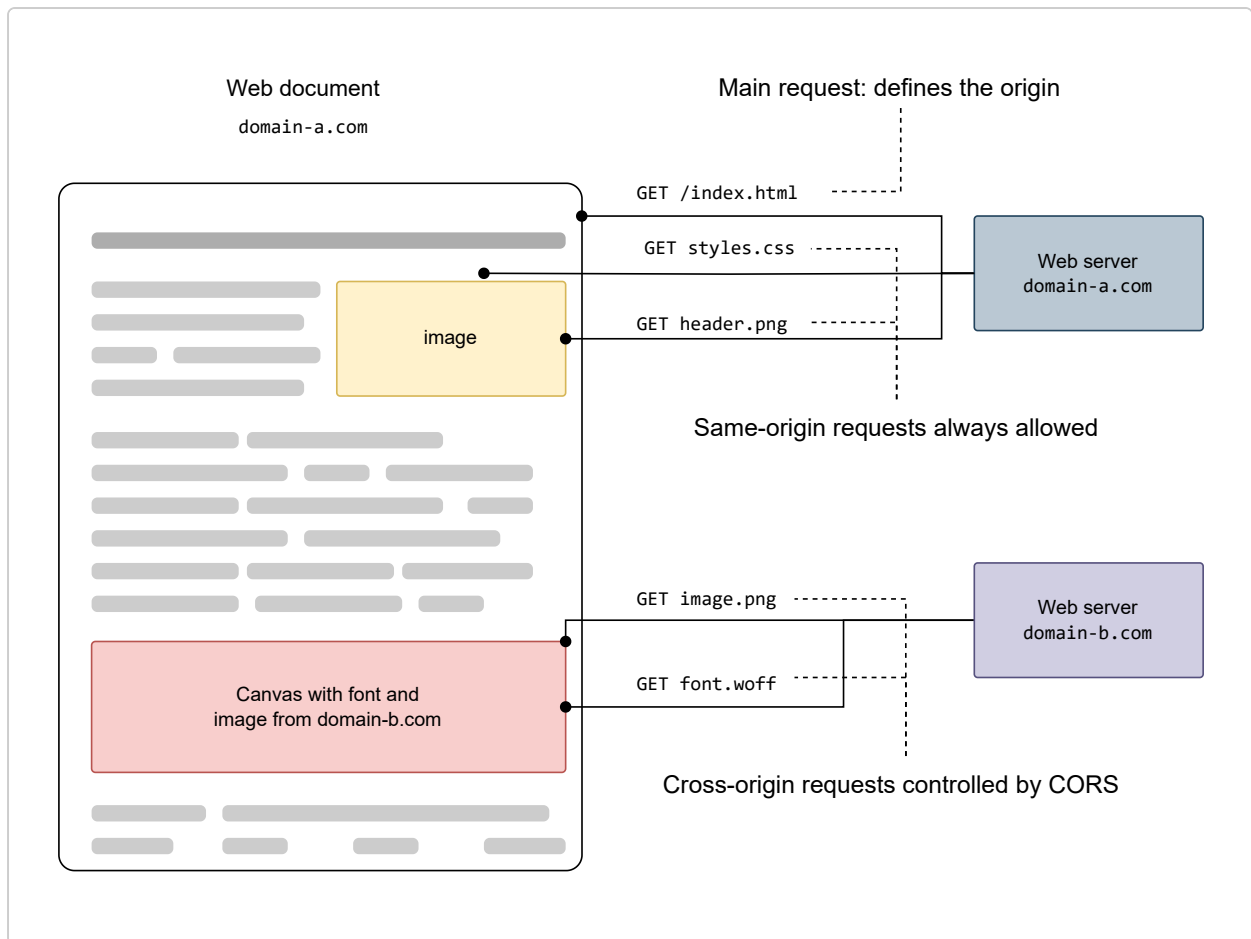 Web document
domain-a.com
Main request: defines the origin
GET /index.html
GET styles.css
Web server
domain-a.com
image
GET header.png
Same-origin requests always allowed
GET image.png
Web server
domain-b.com
Canvas with font and
image from domain-b.com
GET font.woff
Cross-origin requests controlled by CORS